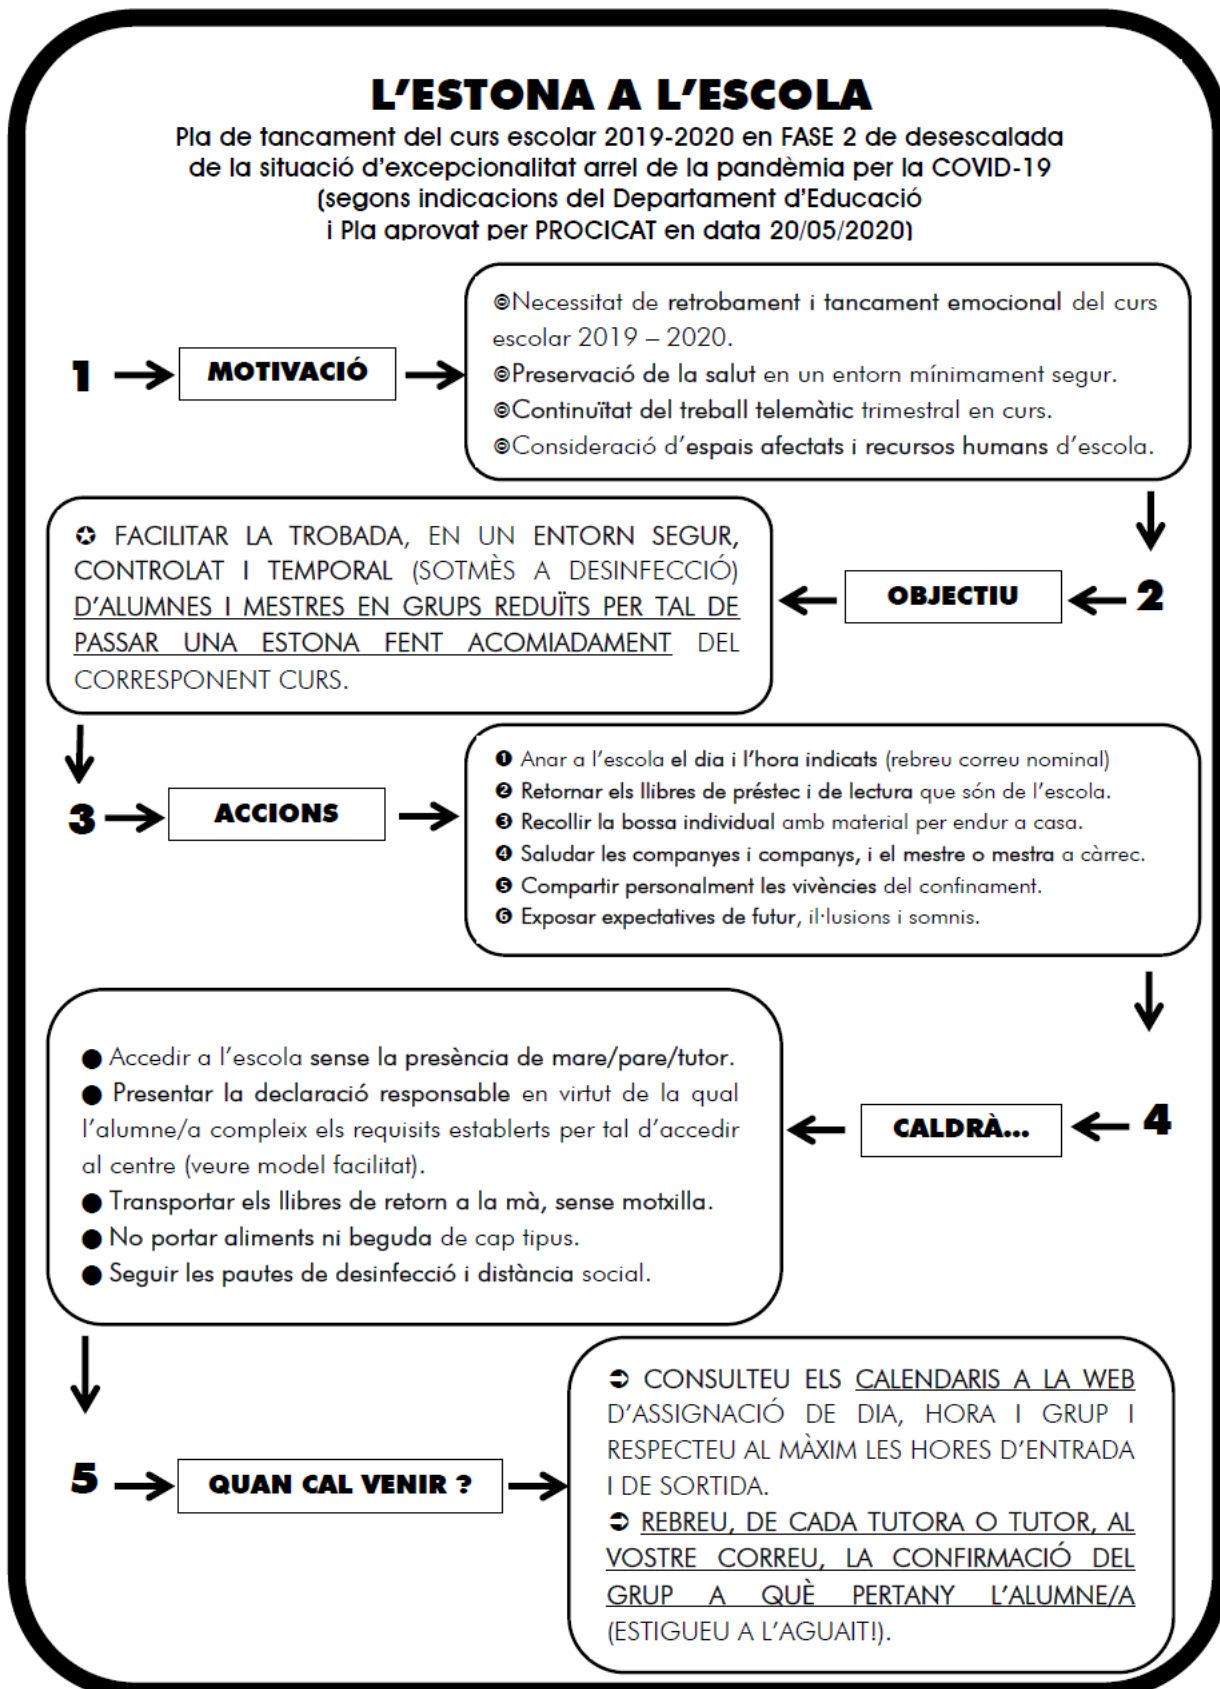 L'ESTONA A L'ESCOLA
Pla de tancament del curs escolar 2019-2020 en FASE 2 de desescalada
de la situació d'excepcionalitat arrel de la pandèmia per la COVID-19
(segons indicacions del Departament d'Educació
i Pla aprovat per PROCICAT en data 20/05/2020)
1
MOTIVACIÓ
Necessitat de retrobament i tancament emocional del curs
escolar 2019 – 2020.
Preservació de la salut en un entorn mínimament segur.
Continuïtat del treball telemàtic trimestral en curs.
Consideració d'espais afectats i recursos humans d'escola.
2
OBJECTIU
✪ FACILITAR LA TROBADA, EN UN ENTORN SEGUR,
CONTROLAT I TEMPORAL (SOTMÈS A DESINFECCIÓ)
D'ALUMNES I MESTRES EN GRUPS REDUÏTS PER TAL DE
PASSAR UNA ESTONA FENT ACOMIADAMENT DEL
CORRESPONENT CURS.
3
ACCIONS
❶ Anar a l'escola el dia i l'hora indicats (rebreu correu nominal)
❷ Retornar els llibres de préstec i de lectura que són de l'escola.
❸ Recollir la bossa individual amb material per endur a casa.
❹ Saludar les companyes i companys, i el mestre o mestra a càrrec.
❺ Compartir personalment les vivències del confinament.
❻ Exposar expectatives de futur, il·lusions i somnis.
4
CALDRÀ...
● Accedir a l'escola sense la presència de mare/pare/tutor.
● Presentar la declaració responsable en virtut de la qual
l'alumne/a compleix els requisits establerts per tal d'accedir
al centre (veure model facilitat).
● Transportar els llibres de retorn a la mà, sense motxilla.
● No portar aliments ni beguda de cap tipus.
● Seguir les pautes de desinfecció i distància social.
5
QUAN CAL VENIR ?
➲ CONSULTEU ELS CALENDARIS A LA WEB
D'ASSIGNACIÓ DE DIA, HORA I GRUP I
RESPECTEU AL MÀXIM LES HORES D'ENTRADA
I DE SORTIDA.
➲ REBREU, DE CADA TUTORA O TUTOR, AL
VOSTRE CORREU, LA CONFIRMACIÓ DEL
GRUP A QUÈ PERTANY L'ALUMNE/A
(ESTIGUEU A L'AGUAIT!).